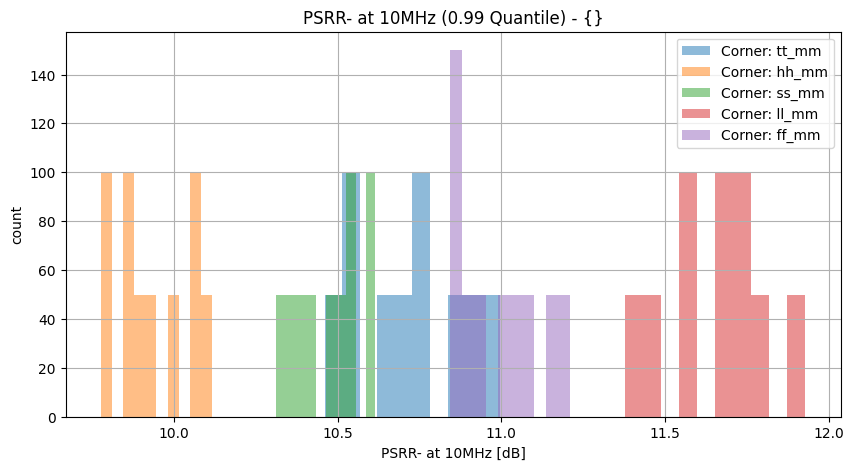 PSRR- at 10MHz (0.99 Quantile) - {}
Corner: tt_mm
Corner: hh_mm
Corner: ss_mm
Corner: ll_mm
Corner: ff_mm
count
140
120
100
80
60
40
20
0
10.0 10.5 11.0 11.5 12.0
PSRR- at 10MHz [dB]